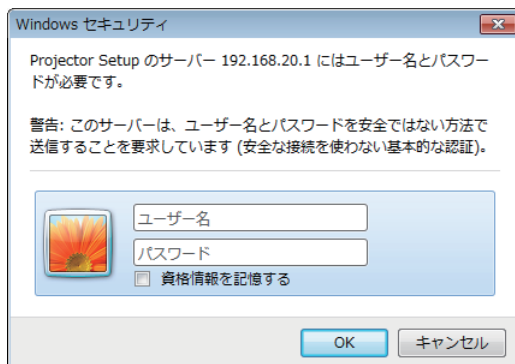 Windows セキュリティ
Projector Setup のサーバー 192.168.20.1 にはユーザー名とパスワー
ドが必要です。
警告: このサーバーは、ユーザー名とパスワードを安全ではない方法で
送信することを要求しています (安全な接続を使わない基本的な認証)。
ユーザー名
パスワード
資格情報を記憶する
OK
キャンセル